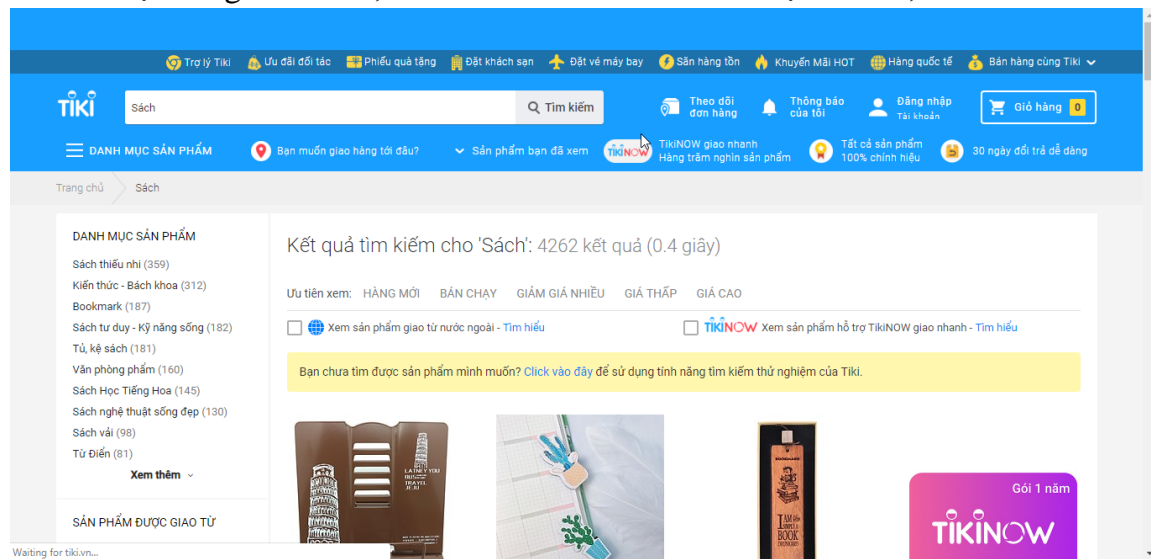 Trợ lý Tiki Ưu đãi đối tác Phiếu quà tặng Đặt khách sạn Đặt vé máy bay Săn hàng tồn Khuyến Mãi HOT Hàng quốc tế Bán hàng cùng Tiki
TIKI Sách Tìm kiếm Theo dõi đơn hàng Thông báo của tôi Đăng nhập Tài khoản Giỏ hàng 0
DANH MỤC SẢN PHẨM Bạn muốn giao hàng tới đâu? Sản phẩm bạn đã xem TIKINOW TikiNOW giao nhanh Hàng trăm nghìn sản phẩm Tất cả sản phẩm 100% chính hiệu 30 ngày đổi trả dễ dàng
Trang chủ Sách
DANH MỤC SẢN PHẨM
Sách thiếu nhi (359)
Kiến thức - Bách khoa (312)
Bookmark (187)
Sách tư duy - Kỹ năng sống (182)
Tủ, kệ sách (181)
Văn phòng phẩm (160)
Sách Học Tiếng Hoa (145)
Sách nghệ thuật sống đẹp (130)
Sách vải (98)
Từ Điển (81)
Xem thêm
SẢN PHẨM ĐƯỢC GIAO TỪ
Kết quả tìm kiếm cho 'Sách': 4262 kết quả (0.4 giây)
Ưu tiên xem: HÀNG MỚI BÁN CHẠY GIẢM GIÁ NHIỀU GIÁ THẤP GIÁ CAO
Xem sản phẩm giao từ nước ngoài - Tìm hiểu TIKINOW Xem sản phẩm hỗ trợ TikiNOW giao nhanh - Tìm hiểu
Bạn chưa tìm được sản phẩm mình muốn? Click vào đây để sử dụng tính năng tìm kiếm thử nghiệm của Tiki.
I AM
BOOK
Gói 1 năm
TIKINOW
Waiting for tiki.vn...